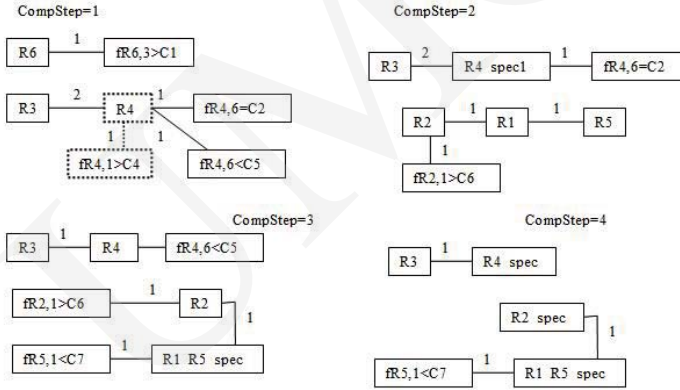 CompStep=1
R6 1 fR6,3>C1
R3 2 R4 1 fR4,6=C2
1 1
fR4,1>C4 fR4,6<C5
CompStep=2
R3 2 R4 spec1 1 fR4,6=C2
R2 1 R1 1 R5
1
fR2,1>C6
CompStep=3
R3 1 R4 fR4,6<C5
fR2,1>C6 1 R2
1
fR5,1<C7 1 R1 R5 spec
CompStep=4
R3 1 R4 spec
R2 spec
1
fR5,1<C7 1 R1 R5 spec